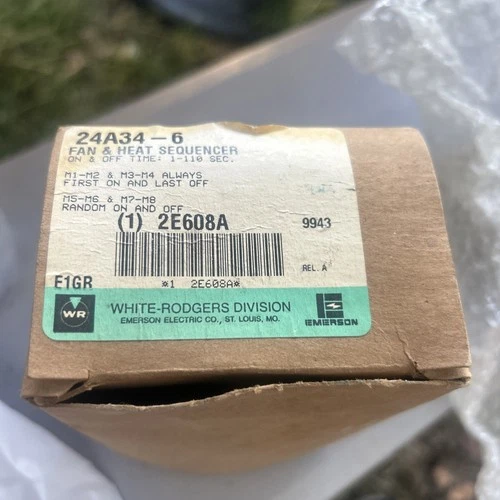 24A34-6
FAN & HEAT SEQUENCER
ON & OFF TIME: 1-110 SEC.
M1-M2 & M3-M4 ALWAYS
FIRST ON AND LAST OFF
M5-M6 & M7-M8
RANDOM ON AND OFF
(1) 2E608A
9943
E1GR
*1 2E608A*
REL. A
WR
WHITE-RODGERS DIVISION
EMERSON ELECTRIC CO., ST. LOUIS, MO.
EMERSON